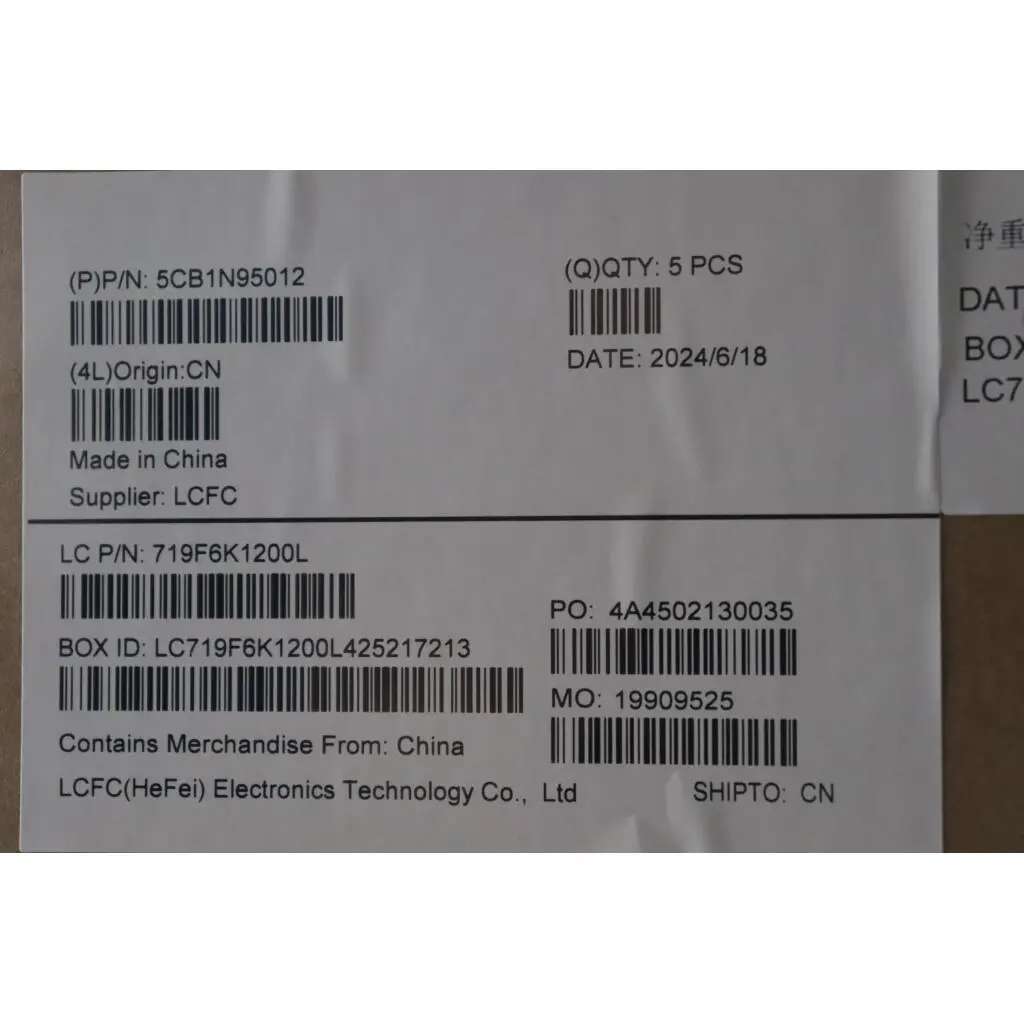 (P)P/N: 5CB1N95012
(Q)QTY: 5 PCS
(4L)Origin:CN
DATE: 2024/6/18
Made in China
Supplier: LCFC
LC P/N: 719F6K1200L
PO: 4A4502130035
BOX ID: LC719F6K1200L425217213
MO: 19909525
Contains Merchandise From: China
LCFC(HeFei) Electronics Technology Co., Ltd
SHIPTO: CN
净重
DAT
BOX
LC7